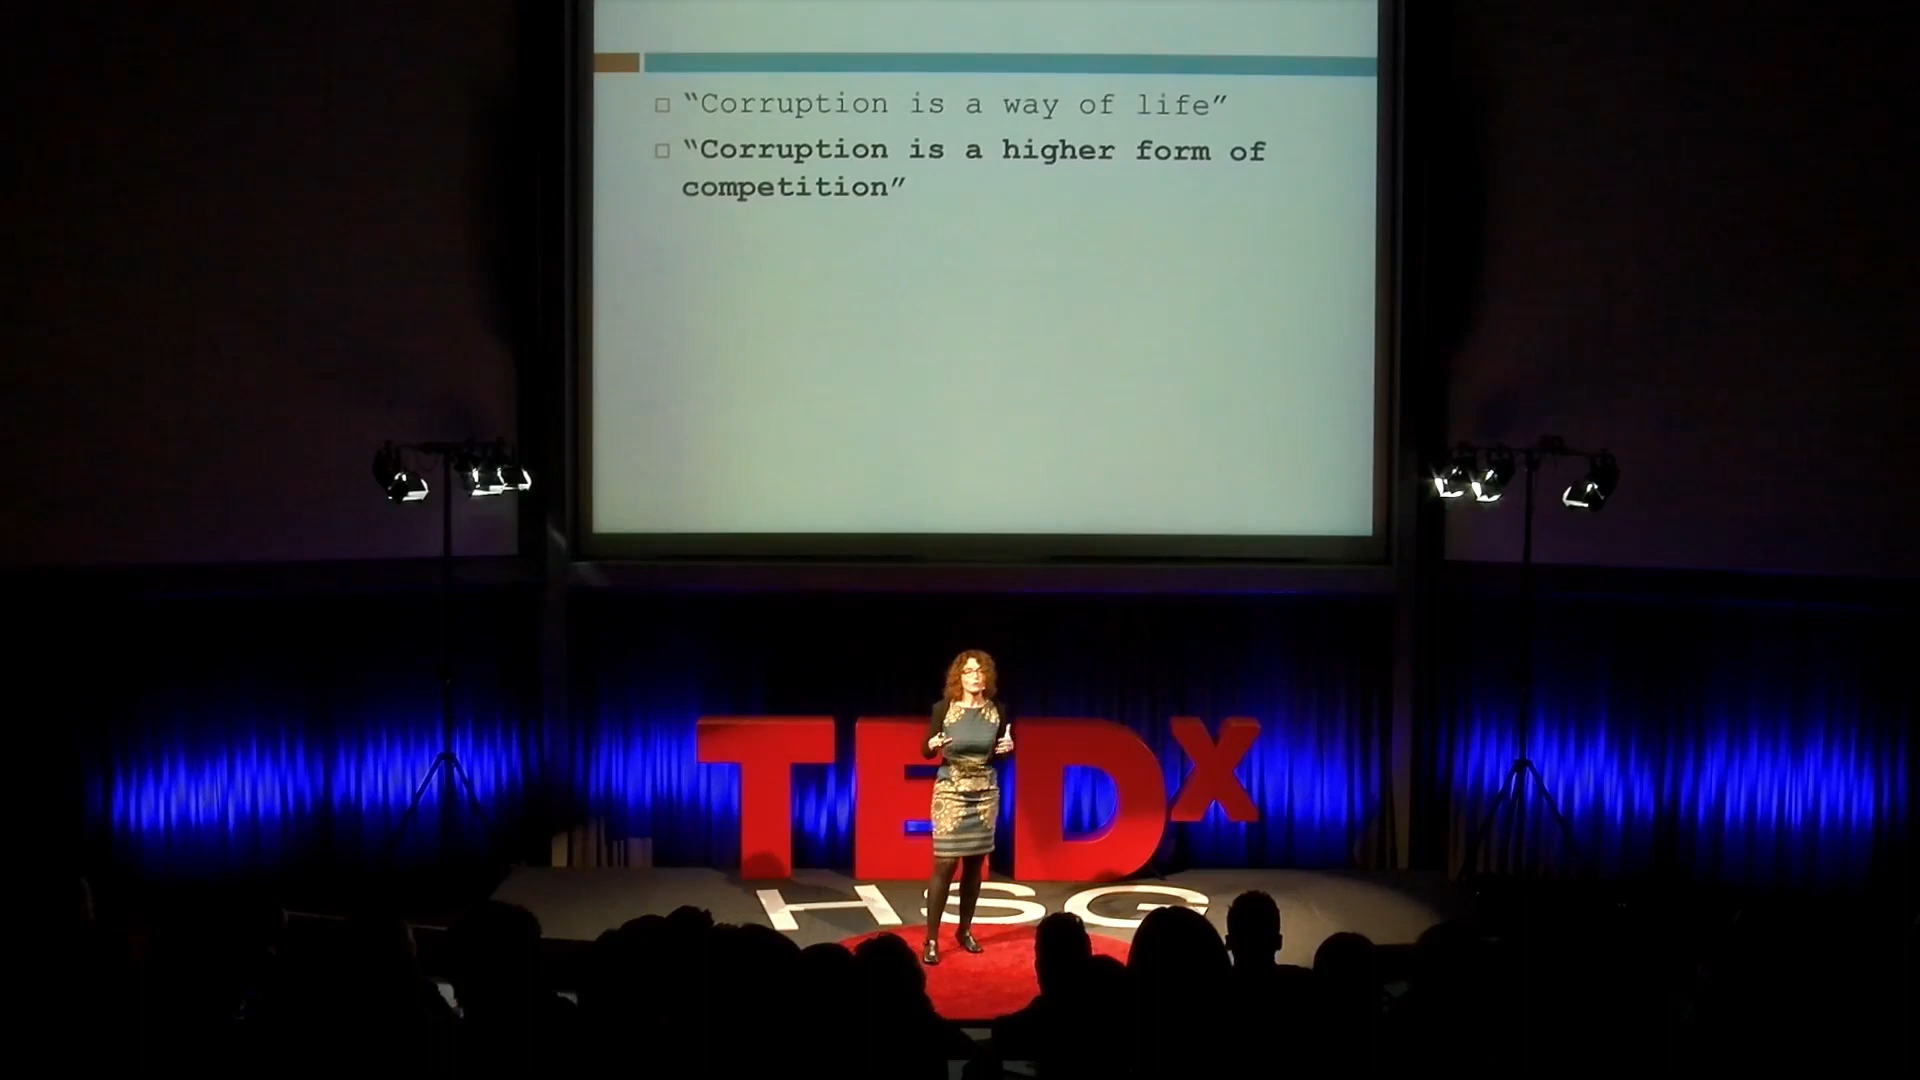 “Corruption is a way of life”
“Corruption is a higher form of
competition”
TEDx
HSG